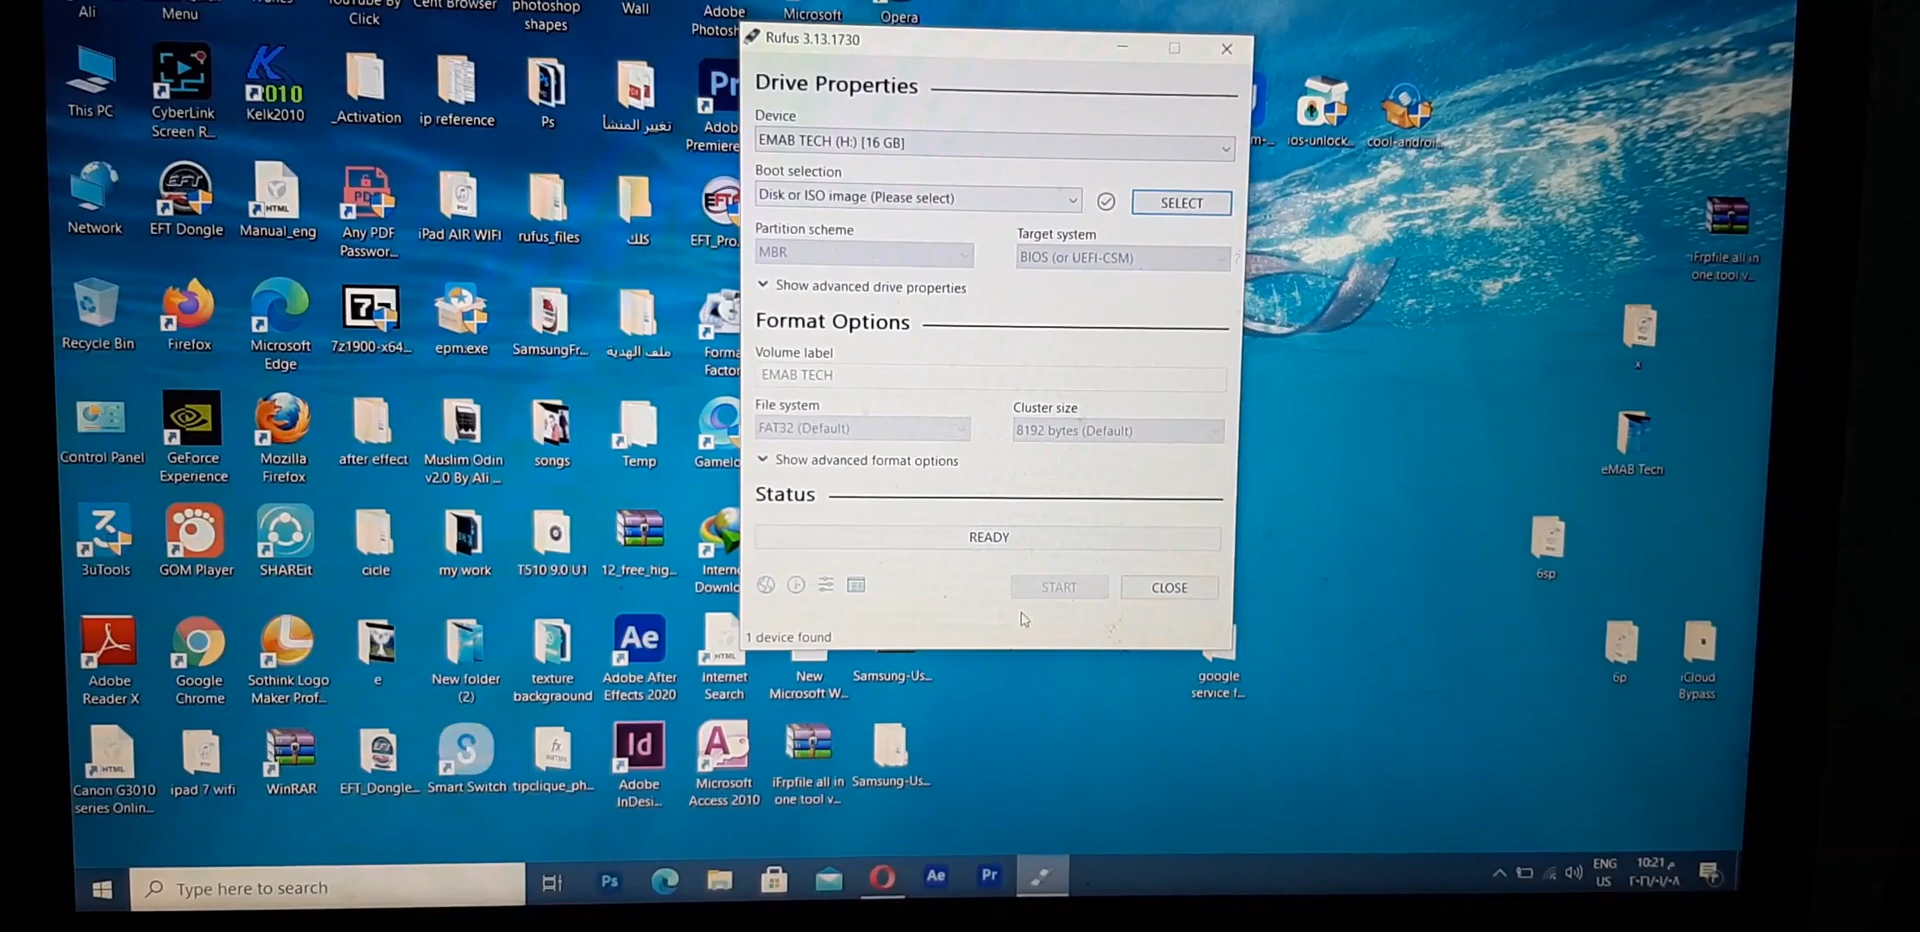 Ali
Menu
Click
Cent Browser
photoshop
shapes
Wall
Adobe
Microsoft
Opera
This PC
CyberLink
Screen R...
Kelk2010
_Activation
ip reference
Ps
تغيير المنشأ
Adob
Premiere
ios-unlock...
cool-androi...
Network
EFT Dongle
Manual_eng
Any PDF
Passwor...
iPad AIR WIFI
rufus_files
كلك
EFT_Pro...
iFrpfile all in
one tool v...
Recycle Bin
Firefox
Microsoft
Edge
7z1900-x64...
epm.exe
SamsungFr...
ملف الهدية
Forma
Factor
x
Control Panel
GeForce
Experience
Mozilla
Firefox
after effect
Muslim Odin
v2.0 By Ali ...
songs
Temp
Gamelo
eMAB Tech
3uTools
GOM Player
SHAREit
cicle
my work
T510 9.0 U1
12_free_hig...
Intern
Downlo
6sp
Adobe
Reader X
Google
Chrome
Sothink Logo
Maker Prof...
e
New folder
(2)
texture
backgraound
Adobe After
Effects 2020
Internet
Search
New
Microsoft W...
Samsung-Us...
google
service f...
6p
iCloud
Bypass
Canon G3010
series Onlin...
ipad 7 wifi
WinRAR
EFT_Dongle...
Smart Switch
tipclique_ph...
Adobe
InDesi...
Microsoft
Access 2010
iFrpfile all in
one tool v...
Samsung-Us...
Rufus 3.13.1730
Drive Properties
Device
EMAB TECH (H:) [16 GB]
Boot selection
Disk or ISO image (Please select)
SELECT
Partition scheme
Target system
MBR
BIOS (or UEFI-CSM)
?
Show advanced drive properties
Format Options
Volume label
EMAB TECH
File system
Cluster size
FAT32 (Default)
8192 bytes (Default)
Show advanced format options
Status
READY
START
CLOSE
1 device found
Type here to search
ENG
US
10:21 م
٢٠٢١/٠١/٠٨